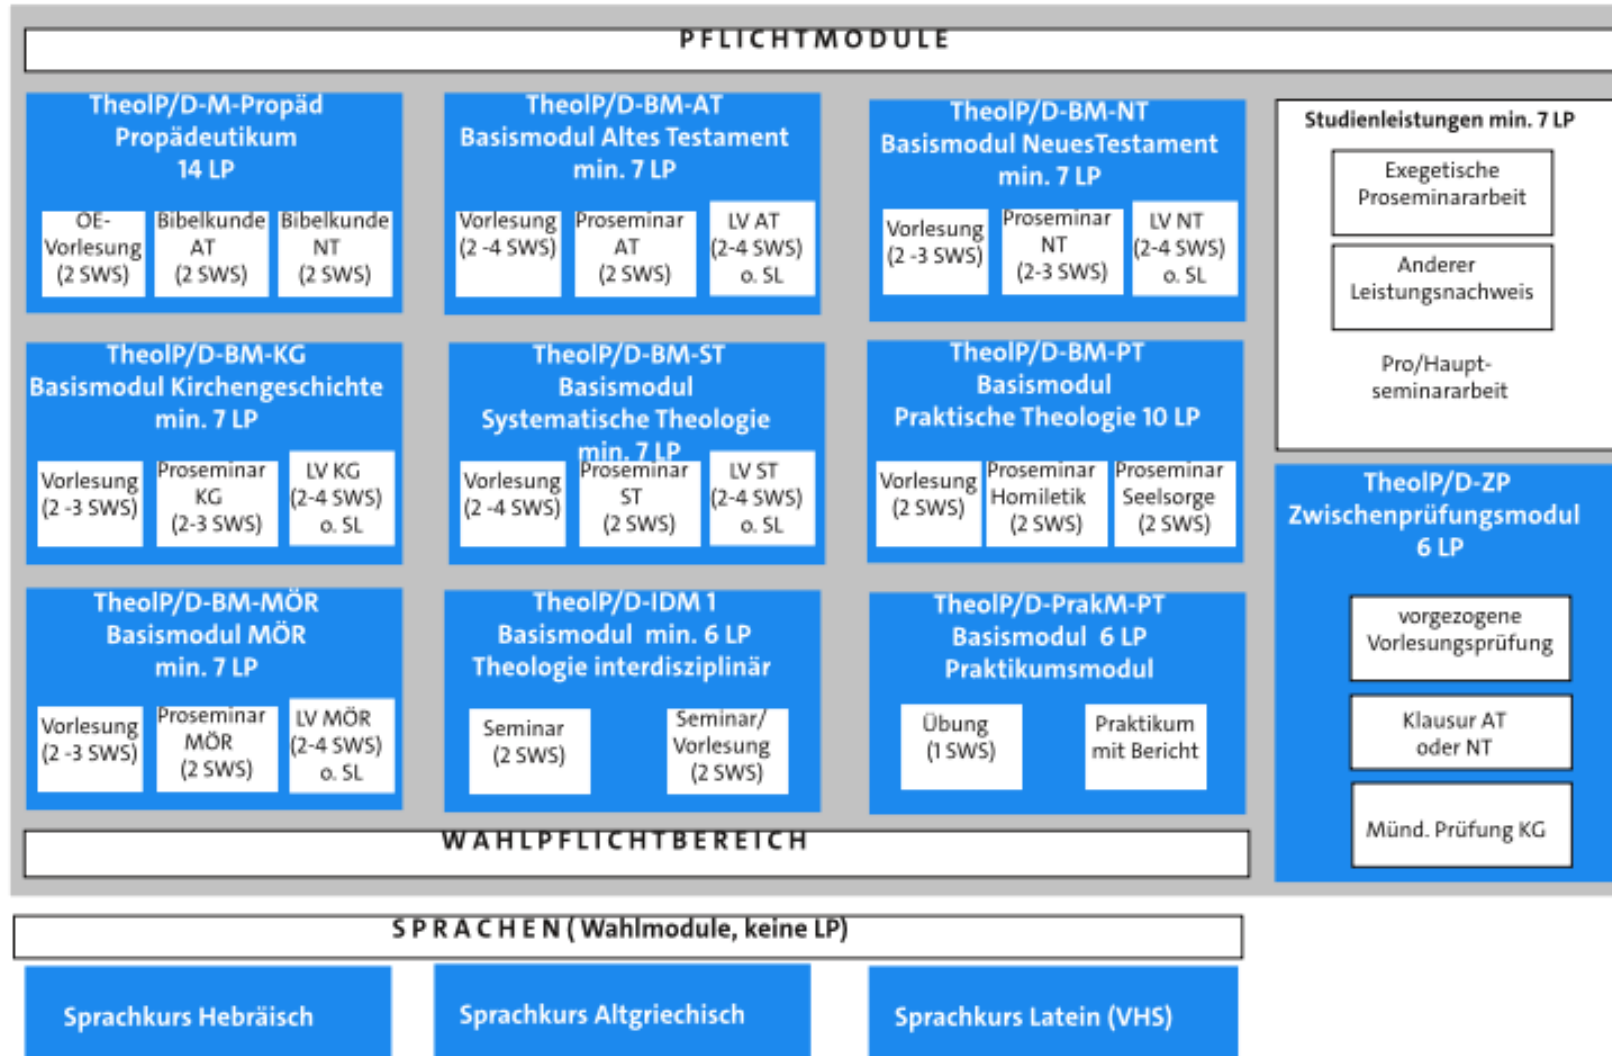 PFLICHTMODULE
TheolP/D-M-Propäd
Propädeutikum
14 LP
OE-
Vorlesung
(2 SWS)
Bibelkunde
AT
(2 SWS)
Bibelkunde
NT
(2 SWS)
TheolP/D-BM-AT
Basismodul Altes Testament
min. 7 LP
Vorlesung
(2 -4 SWS)
Proseminar
AT
(2 SWS)
LV AT
(2-4 SWS)
o. SL
TheolP/D-BM-NT
Basismodul NeuesTestament
min. 7 LP
Vorlesung
(2 -3 SWS)
Proseminar
NT
(2-3 SWS)
LV NT
(2-4 SWS)
o. SL
Studienleistungen min. 7 LP
Exegetische
Proseminararbeit
Anderer
Leistungsnachweis
Pro/Haupt-
seminararbeit
TheolP/D-BM-KG
Basismodul Kirchengeschichte
min. 7 LP
Vorlesung
(2 -3 SWS)
Proseminar
KG
(2-3 SWS)
LV KG
(2-4 SWS)
o. SL
TheolP/D-BM-ST
Basismodul
Systematische Theologie
min. 7 LP
Vorlesung
(2 -4 SWS)
Proseminar
ST
(2 SWS)
LV ST
(2-4 SWS)
o. SL
TheolP/D-BM-PT
Basismodul
Praktische Theologie 10 LP
Vorlesung
(2 SWS)
Proseminar
Homiletik
(2 SWS)
Proseminar
Seelsorge
(2 SWS)
TheolP/D-ZP
Zwischenprüfungsmodul
6 LP
vorgezogene
Vorlesungsprüfung
Klausur AT
oder NT
Münd. Prüfung KG
TheolP/D-BM-MÖR
Basismodul MÖR
min. 7 LP
Vorlesung
(2 -3 SWS)
Proseminar
MÖR
(2 SWS)
LV MÖR
(2-4 SWS)
o. SL
TheolP/D-IDM 1
Basismodul min. 6 LP
Theologie interdisziplinär
Seminar
(2 SWS)
Seminar/
Vorlesung
(2 SWS)
TheolP/D-PrakM-PT
Basismodul 6 LP
Praktikumsmodul
Übung
(1 SWS)
Praktikum
mit Bericht
WAHLPFLICHTBEREICH
SPRACHEN ( Wahlmodule, keine LP)
Sprachkurs Hebräisch
Sprachkurs Altgriechisch
Sprachkurs Latein (VHS)